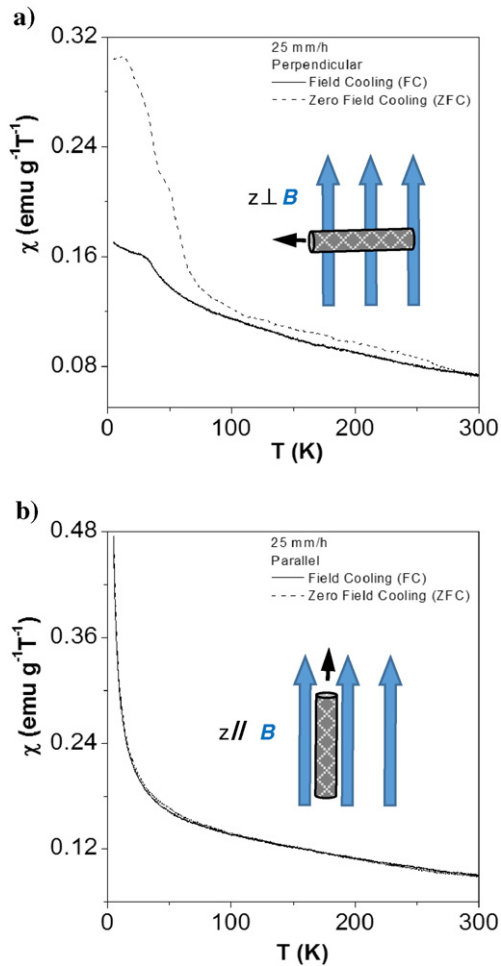 a)
0.32
0.24
0.16
0.08
χ (emu g⁻¹T⁻¹)
25 mm/h
Perpendicular
Field Cooling (FC)
Zero Field Cooling (ZFC)
z⊥ B
0 100 200 300
T (K)
b)
0.48
0.36
0.24
0.12
χ (emu g⁻¹T⁻¹)
25 mm/h
Parallel
Field Cooling (FC)
Zero Field Cooling (ZFC)
z// B
0 100 200 300
T (K)